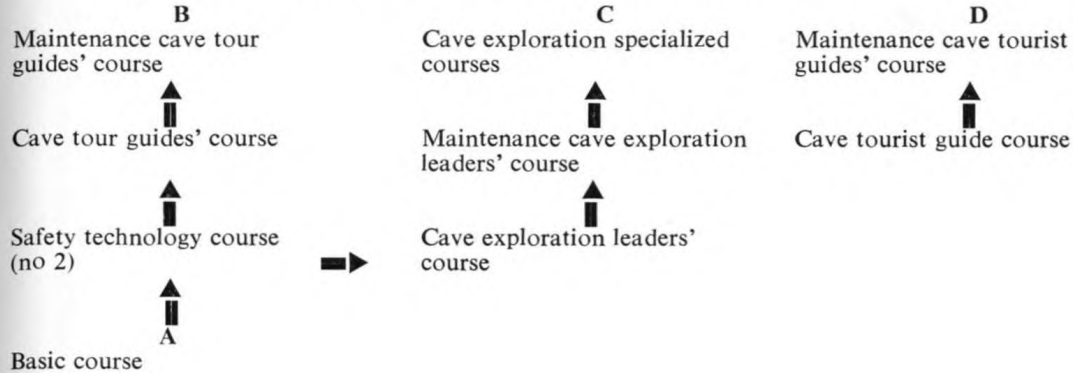 B
Maintenance cave tour
guides' course
Cave tour guides' course
Safety technology course
(no 2)
A
Basic course
C
Cave exploration specialized
courses
Maintenance cave exploration
leaders' course
Cave exploration leaders'
course
D
Maintenance cave tourist
guides' course
Cave tourist guide course